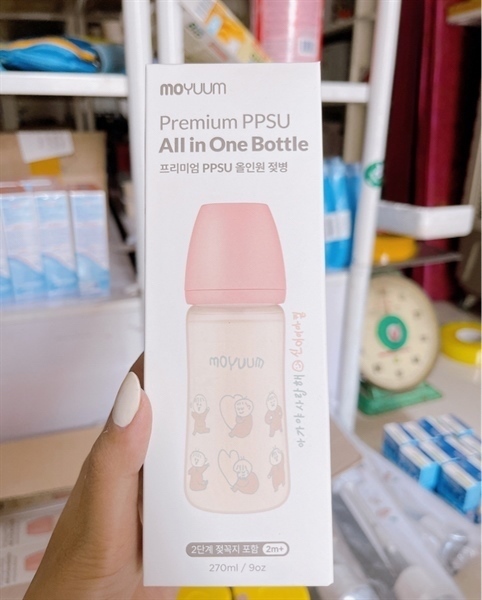 moYUUM
Premium PPSU
All in One Bottle
프리미엄 PPSU 올인원 젖병
moyuum
2단계 젖꼭지 포함 2m+
270ml / 9oz